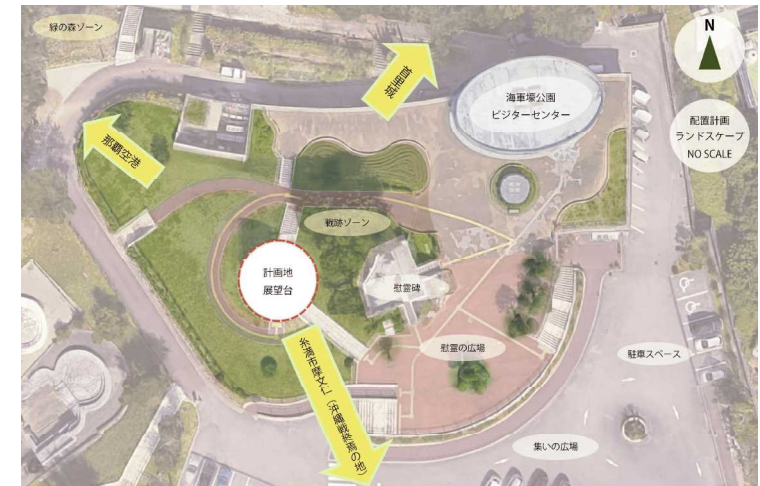 緑の森ゾーン
首里城
N
海軍壕公園
ビジターセンター
配置計画
ランドスケープ
NO SCALE
那覇空港
戦跡ゾーン
計画地
展望台
慰霊碑
慰霊の広場
糸満市摩文仁（沖縄戦終焉の地）
駐車スペース
集いの広場